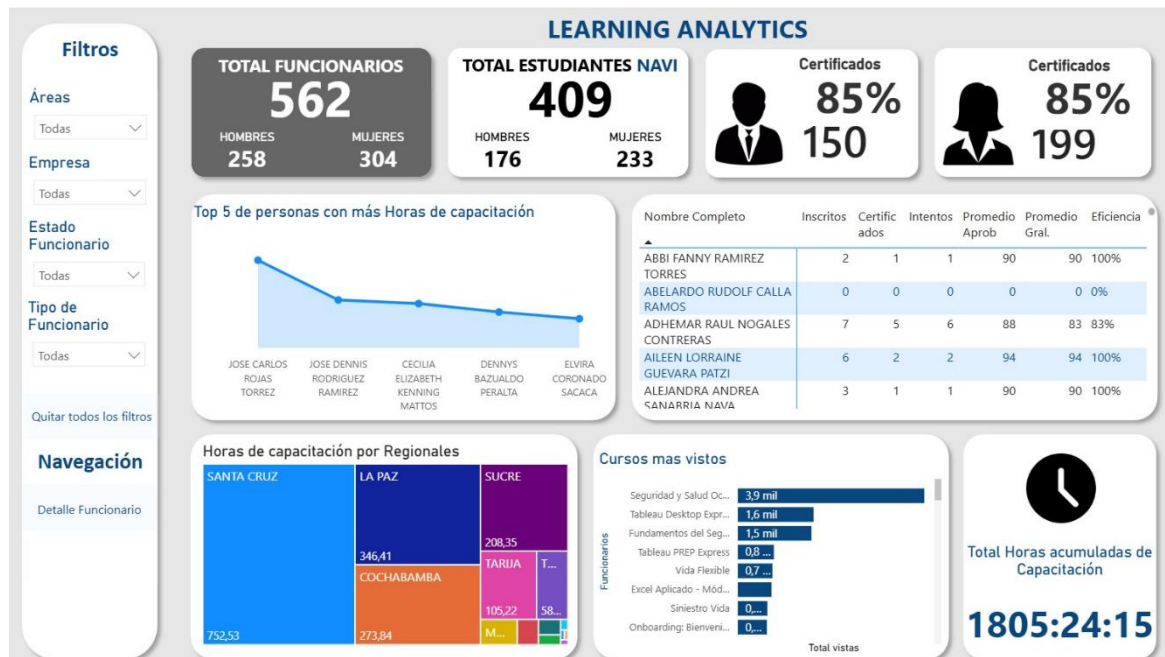 LEARNING ANALYTICS
Filtros
Áreas
Todas
Empresa
Todas
Estado
Funcionario
Todas
Tipo de
Funcionario
Todas
Quitar todos los filtros
Navegación
Detalle Funcionario
TOTAL FUNCIONARIOS
562
HOMBRES MUJERES
258 304
TOTAL ESTUDIANTES NAVI
409
HOMBRES MUJERES
176 233
Certificados
85%
150
Certificados
85%
199
Top 5 de personas con más Horas de capacitación
JOSE CARLOS JOSE DENNIS CECILIA DENNYS ELVIRA
ROJAS RODRIGUEZ ELIZABETH BAZUALDO CORONADO
TORREZ RAMIREZ KENNING PERALTA SACACA
MATTOS
Nombre Completo Inscritos Certific Intentos Promedio Promedio Eficiencia
ados Aprob Gral.
ABBI FANNY RAMIREZ 2 1 1 90 90 100%
TORRES
ABELARDO RUDOLF CALLA 0 0 0 0 0 0%
RAMOS
ADHEMAR RAUL NOGALES 7 5 6 88 83 83%
CONTRERAS
AILEEN LORRAINE 6 2 2 94 94 100%
GUEVARA PATZI
ALEJANDRA ANDREA 3 1 1 90 90 100%
SANABRIA NAVA
Horas de capacitación por Regionales
SANTA CRUZ LA PAZ SUCRE
208,35
346,41 TARIJA T...
COCHABAMBA
105,22 58...
M...
752,53 273,84
Cursos mas vistos
Funcionarios
Seguridad y Salud Oc... 3,9 mil
Tableau Desktop Expr... 1,6 mil
Fundamentos del Seg... 1,5 mil
Tableau PREP Express 0,8 ...
Vida Flexible 0,7 ...
Excel Aplicado - Mód...
Siniestro Vida 0,...
Onboarding: Bienveni... 0,...
Total vistas
Total Horas acumuladas de
Capacitación
1805:24:15